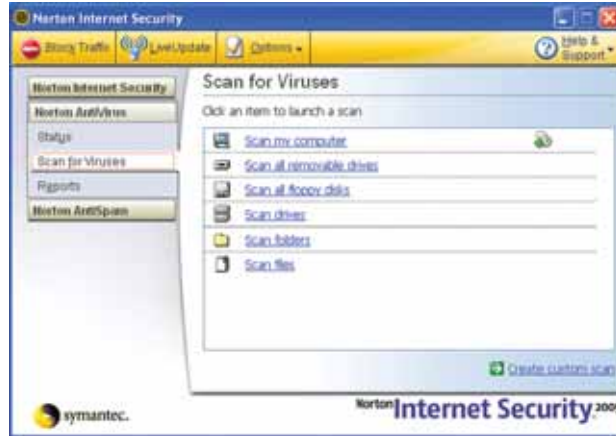 Norton Internet Security
Block Traffic LiveUpdate Options Help & Support
Norton Internet Security
Norton AntiVirus
Status
Scan for Viruses
Reports
Norton AntiSpam
Scan for Viruses
Click an item to launch a scan
Scan my computer
Scan all removable drives
Scan all floppy disks
Scan drives
Scan folders
Scan files
Create custom scan
symantec.
Norton Internet Security 200